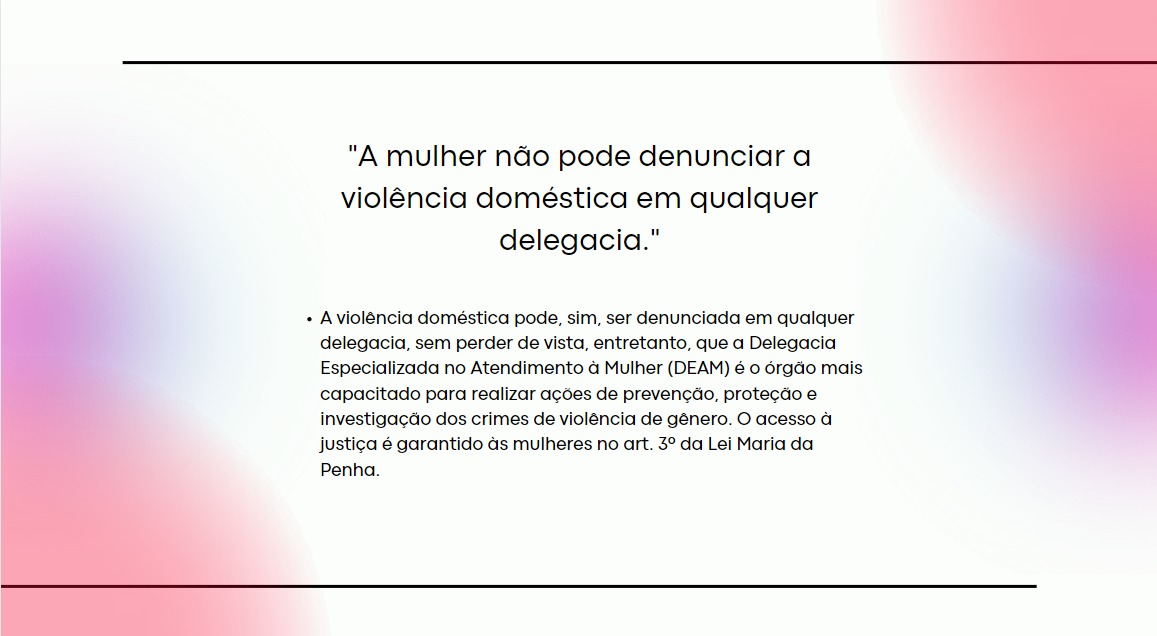 "A mulher não pode denunciar a
violência doméstica em qualquer
delegacia."
• A violência doméstica pode, sim, ser denunciada em qualquer
delegacia, sem perder de vista, entretanto, que a Delegacia
Especializada no Atendimento à Mulher (DEAM) é o órgão mais
capacitado para realizar ações de prevenção, proteção e
investigação dos crimes de violência de gênero. O acesso à
justiça é garantido às mulheres no art. 3º da Lei Maria da
Penha.